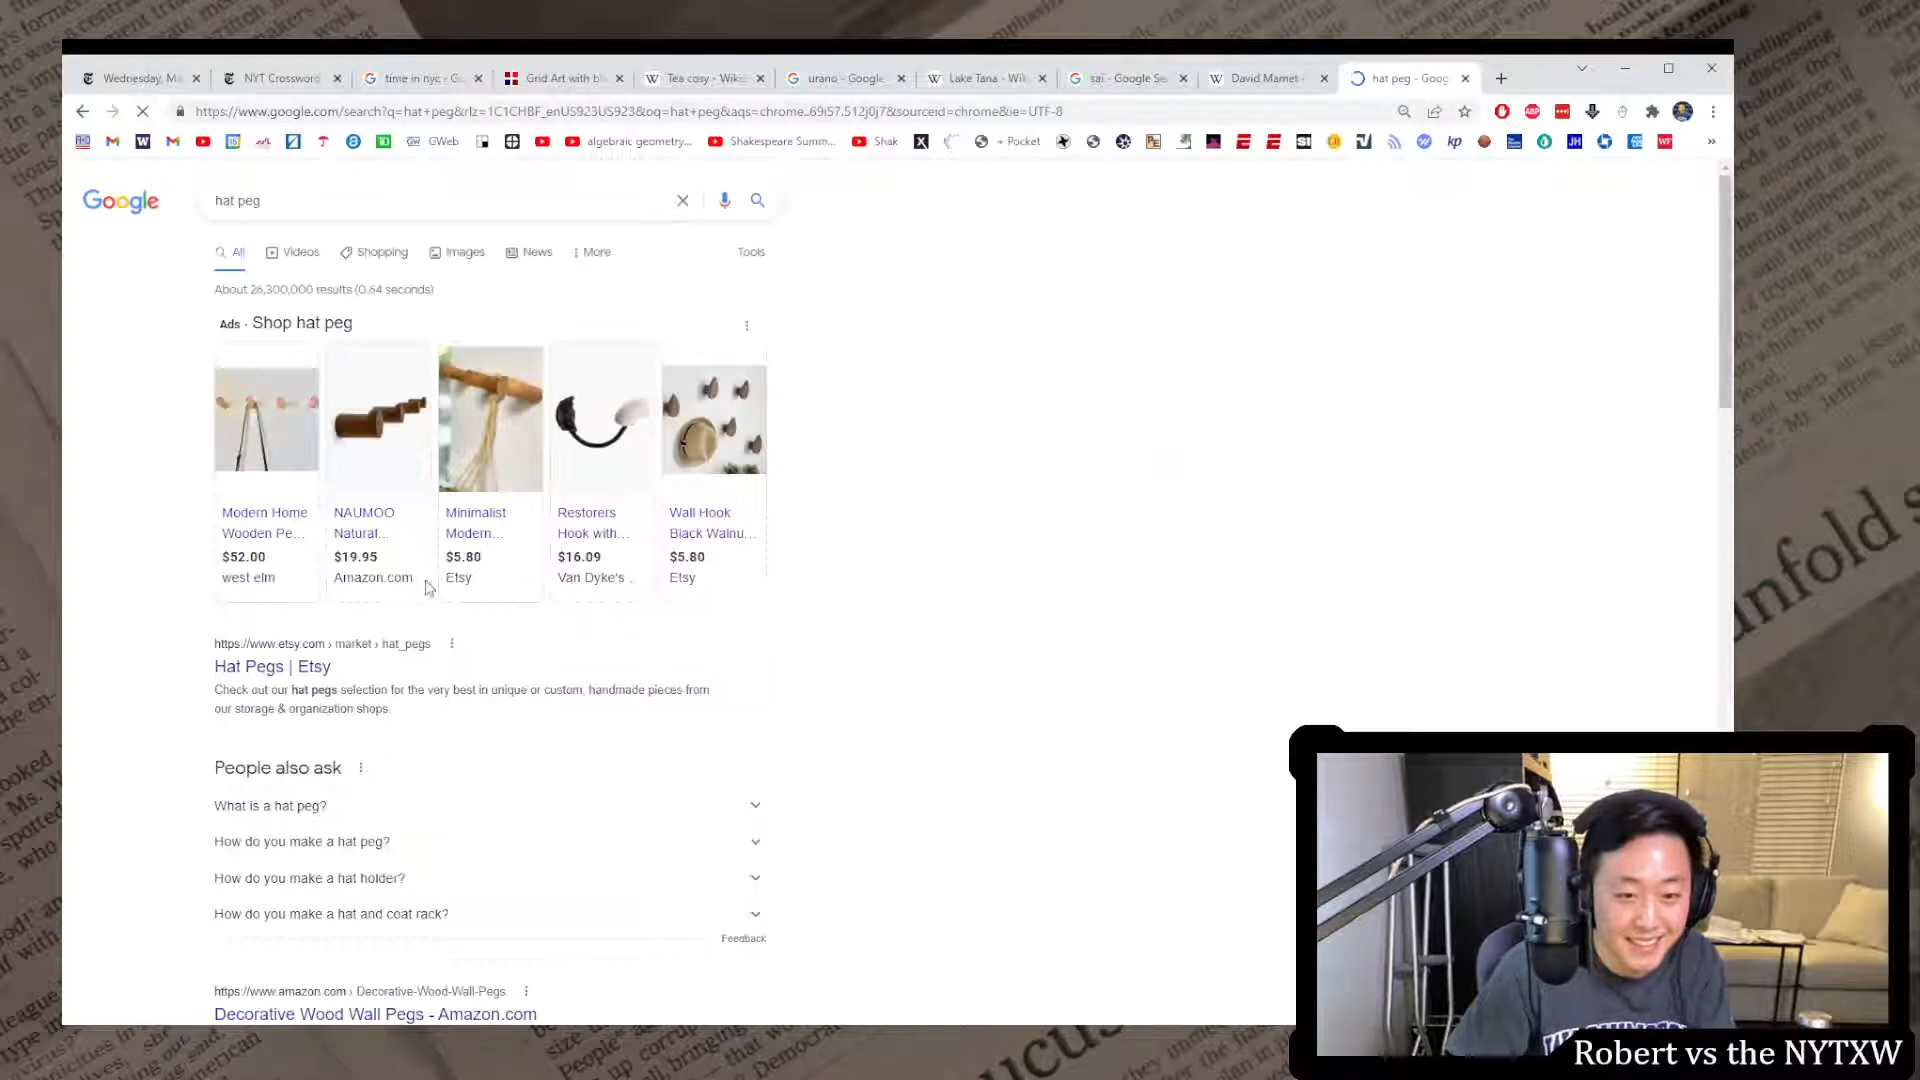 Wednesday, Ma
NYT Crossword
time in nyc - Go
Grid Art with bl
Tea cosy - Wiki
urano - Google
Lake Tana - Wik
sai - Google Se
David Mamet -
hat peg - Goog
https://www.google.com/search?q=hat+peg&rlz=1C1CHBF_enUS923US923&oq=hat+peg&aqs=chrome..69i57.512j0j7&sourceid=chrome&ie=UTF-8
GWeb
algebraic geometry...
Shakespeare Summ...
Shak
+ Pocket
kp
JH
WF
»
Google
hat peg
All
Videos
Shopping
Images
News
More
Tools
About 26,300,000 results (0.64 seconds)
Ads · Shop hat peg
Modern Home
Wooden Pe...
$52.00
west elm
NAUMOO
Natural...
$19.95
Amazon.com
Minimalist
Modern...
$5.80
Etsy
Restorers
Hook with...
$16.09
Van Dyke's .
Wall Hook
Black Walnu...
$5.80
Etsy
https://www.etsy.com › market › hat_pegs
Hat Pegs | Etsy
Check out our hat pegs selection for the very best in unique or custom, handmade pieces from
our storage & organization shops.
People also ask
What is a hat peg?
How do you make a hat peg?
How do you make a hat holder?
How do you make a hat and coat rack?
Feedback
https://www.amazon.com › Decorative-Wood-Wall-Pegs
Decorative Wood Wall Pegs - Amazon.com
anfold s
Robert vs the NYTXW